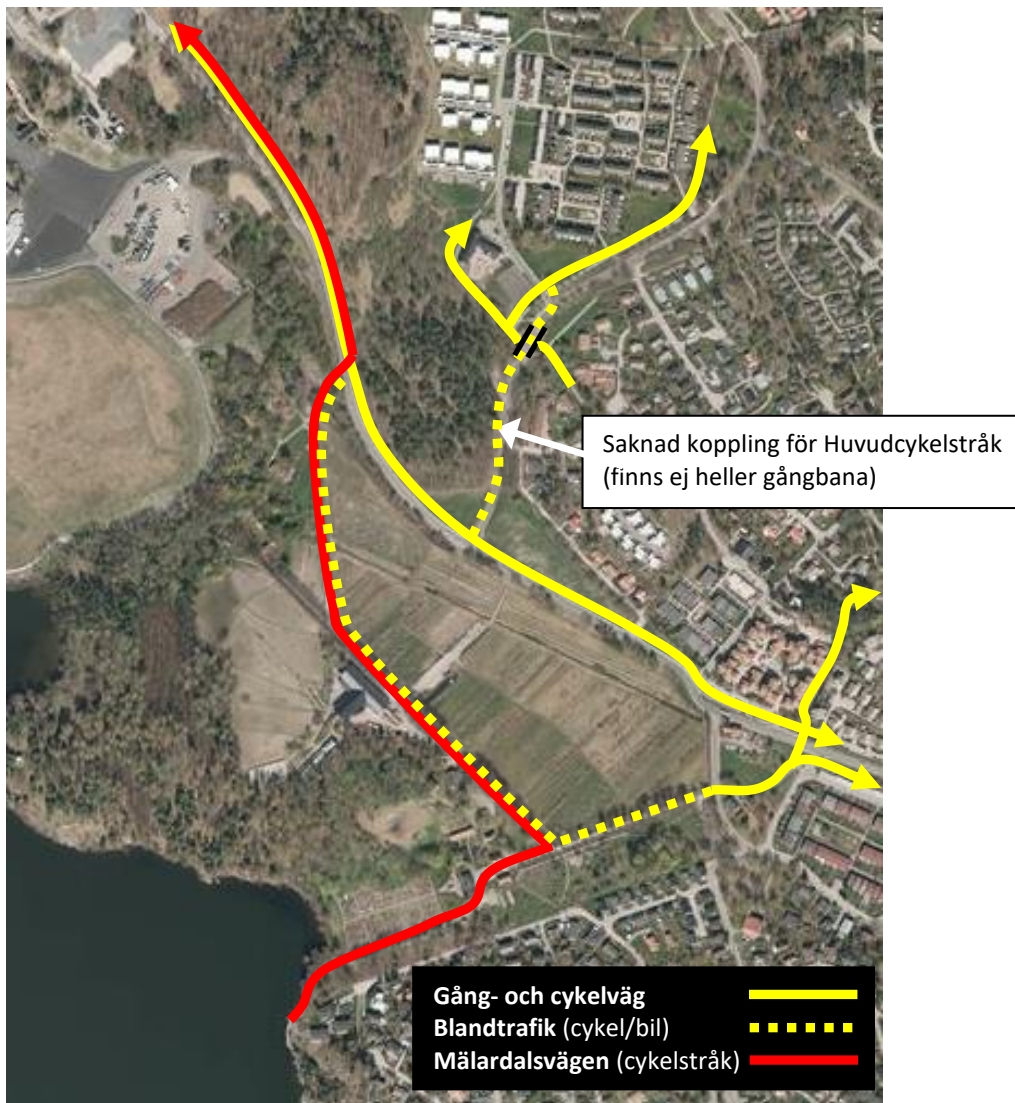 Saknad koppling för Huvudcykelstråk
(finns ej heller gångbana)
Gång- och cykelväg
Blandtrafik (cykel/bil)
Mälardalsvägen (cykelstråk)